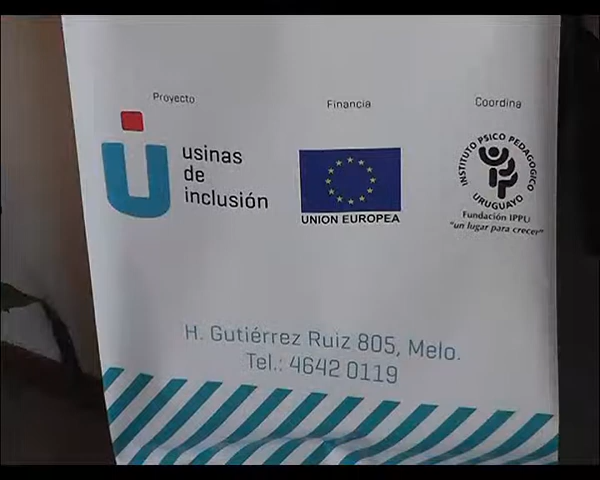 Proyecto
usinas
de
inclusión
Financia
UNION EUROPEA
Coordina
INSTITUTO PSICO PEDAGOGICO
URUGUAYO
Fundación IPPU
"un lugar para crecer"
H. Gutiérrez Ruiz 805, Melo.
Tel.: 4642 0119